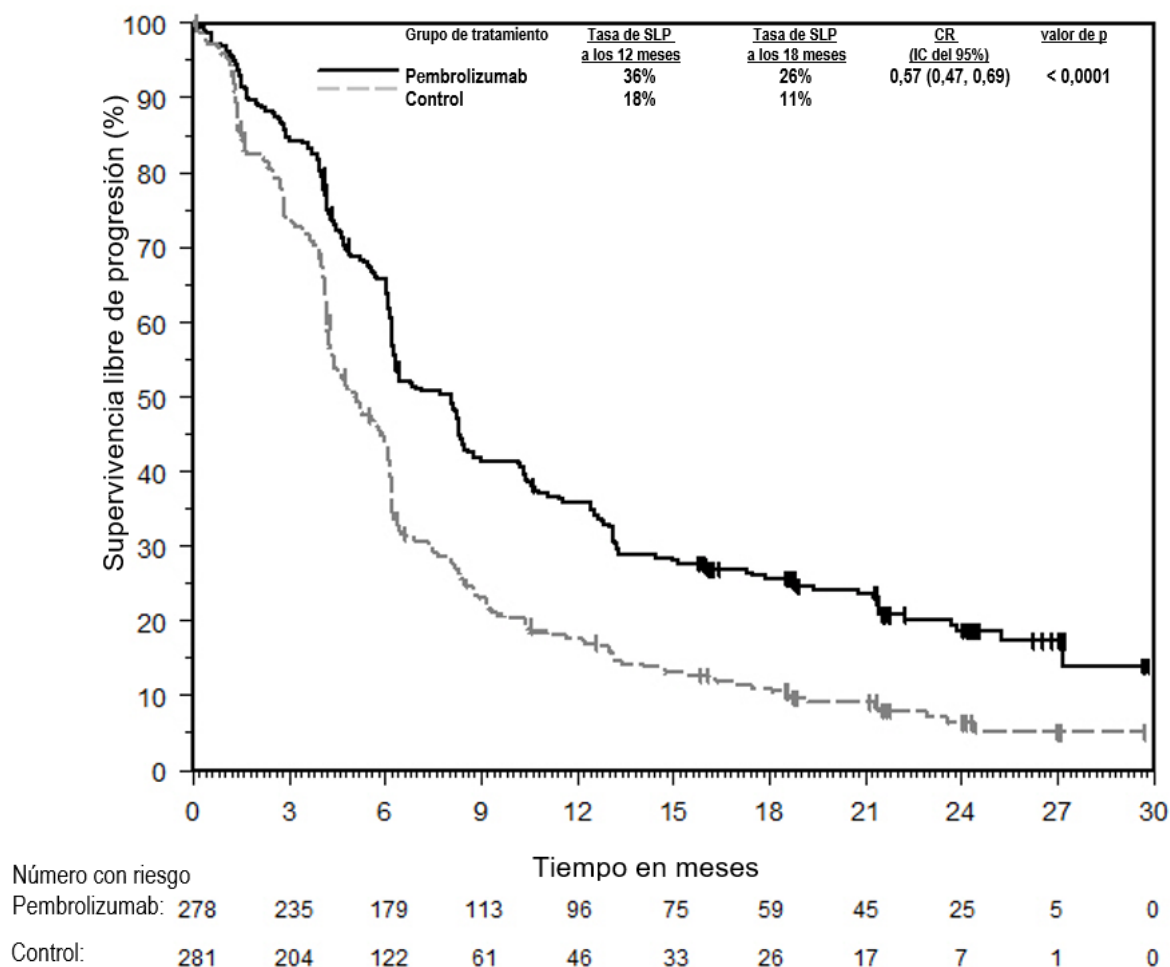 Grupo de tratamiento Tasa de SLP Tasa de SLP CR valor de p
a los 12 meses a los 18 meses (IC del 95%)
Pembrolizumab 36% 26% 0,57 (0,47, 0,69) < 0,0001
Control 18% 11%
Supervivencia libre de progresión (%)
100
90
80
70
60
50
40
30
20
10
0
0 3 6 9 12 15 18 21 24 27 30
Tiempo en meses
Número con riesgo
Pembrolizumab: 278 235 179 113 96 75 59 45 25 5 0
Control: 281 204 122 61 46 33 26 17 7 1 0